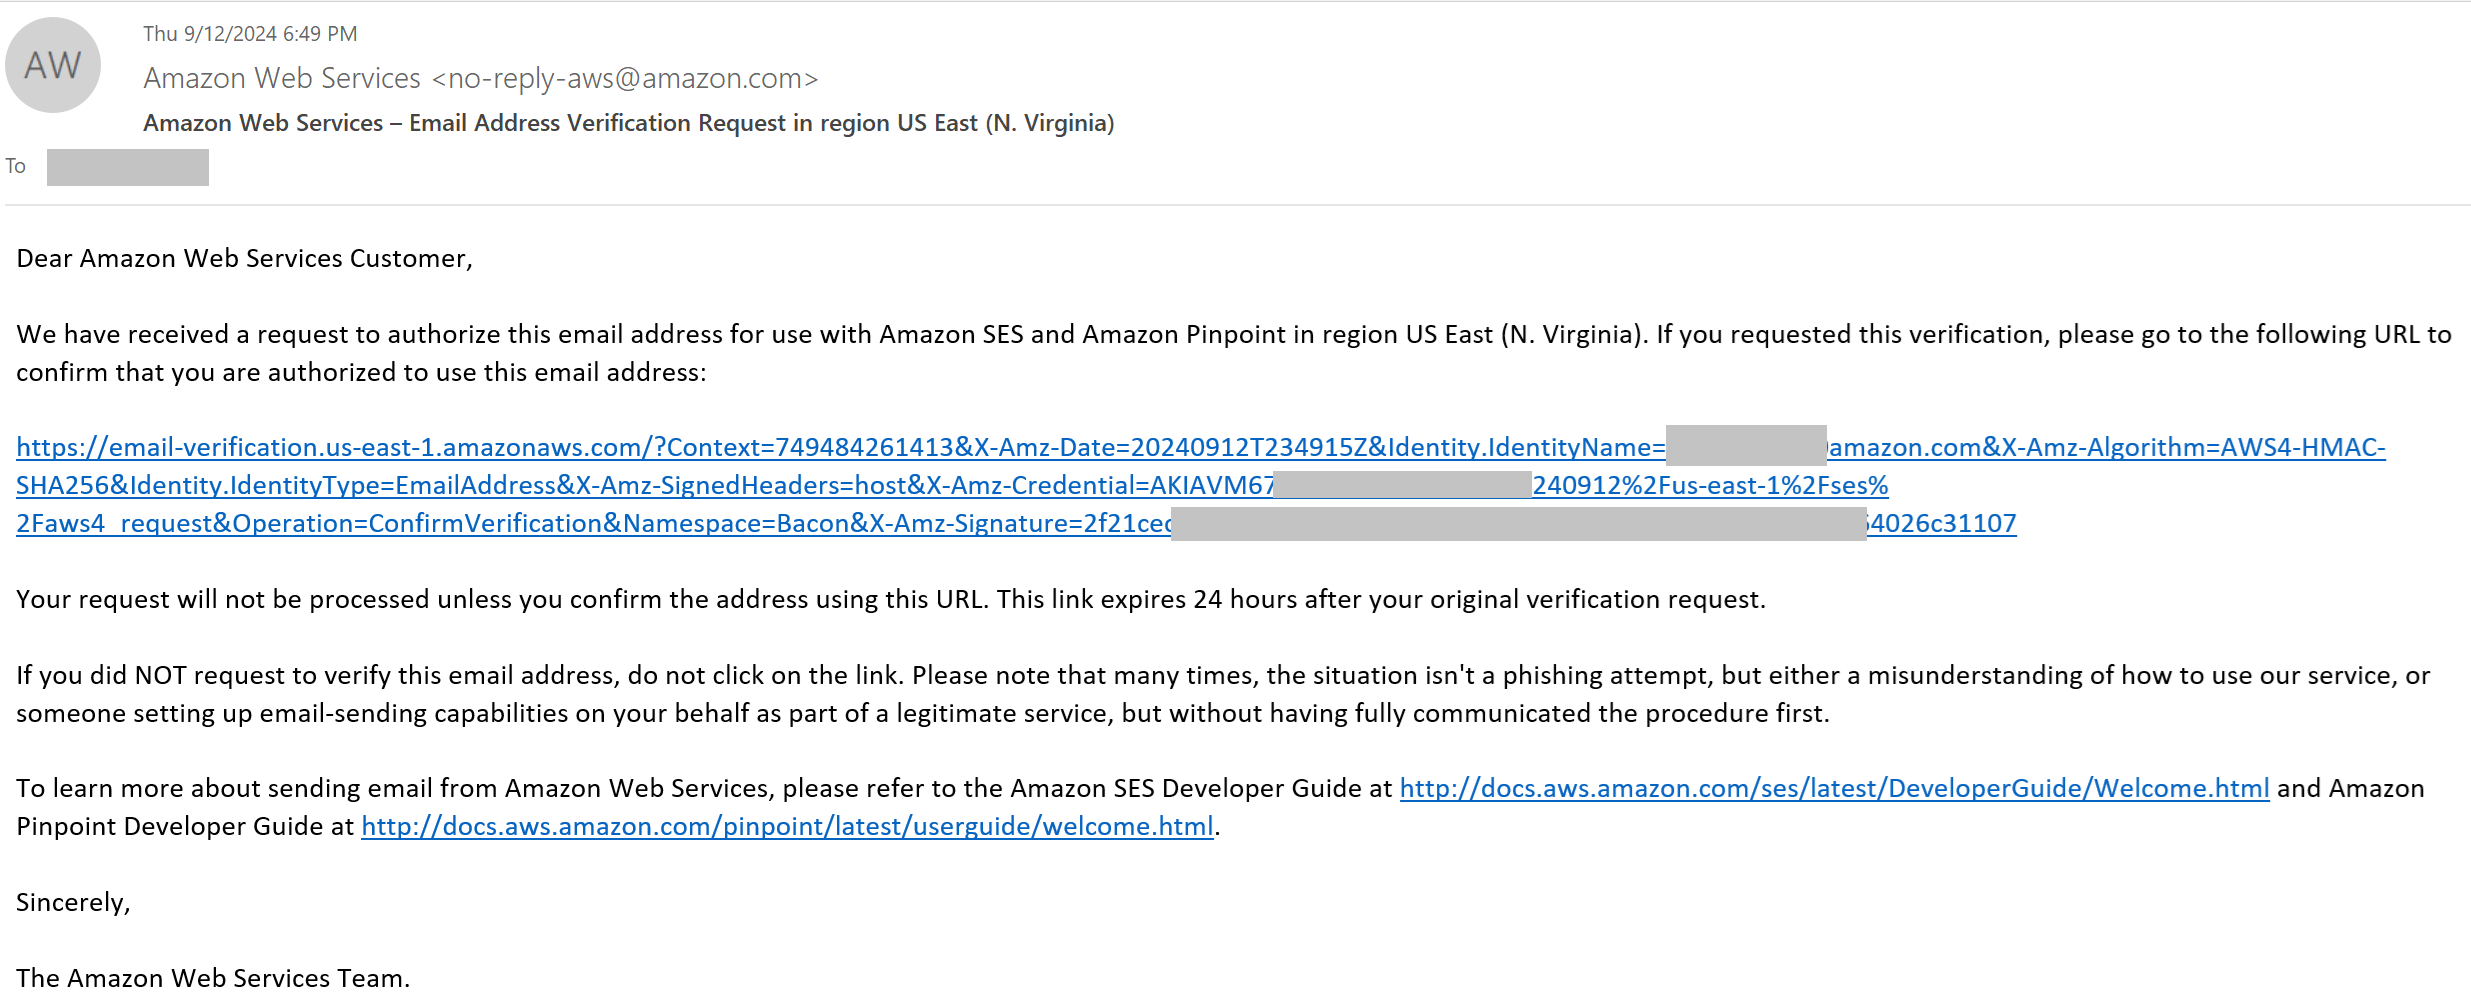 AW
Thu 9/12/2024 6:49 PM
Amazon Web Services <no-reply-aws@amazon.com>
Amazon Web Services – Email Address Verification Request in region US East (N. Virginia)
To
Dear Amazon Web Services Customer,
We have received a request to authorize this email address for use with Amazon SES and Amazon Pinpoint in region US East (N. Virginia). If you requested this verification, please go to the following URL to
confirm that you are authorized to use this email address:
https://email-verification.us-east-1.amazonaws.com/?Context=749484261413&X-Amz-Date=20240912T234915Z&Identity.IdentityName= amazon.com&X-Amz-Algorithm=AWS4-HMAC-
SHA256&Identity.IdentityType=EmailAddress&X-Amz-SignedHeaders=host&X-Amz-Credential=AKIAVM67 240912%2Fus-east-1%2Fses%
2Faws4_request&Operation=ConfirmVerification&Namespace=Bacon&X-Amz-Signature=2f21cec 64026c31107
Your request will not be processed unless you confirm the address using this URL. This link expires 24 hours after your original verification request.
If you did NOT request to verify this email address, do not click on the link. Please note that many times, the situation isn't a phishing attempt, but either a misunderstanding of how to use our service, or
someone setting up email-sending capabilities on your behalf as part of a legitimate service, but without having fully communicated the procedure first.
To learn more about sending email from Amazon Web Services, please refer to the Amazon SES Developer Guide at http://docs.aws.amazon.com/ses/latest/DeveloperGuide/Welcome.html and Amazon
Pinpoint Developer Guide at http://docs.aws.amazon.com/pinpoint/latest/userguide/welcome.html.
Sincerely,
The Amazon Web Services Team.